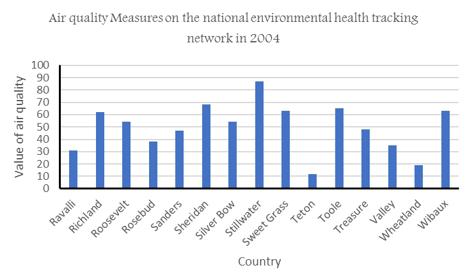 Air quality Measures on the national environmental health tracking
network in 2004
Value of air quality
100
90
80
70
60
50
40
30
20
10
0
Ravalli
Richland
Roosevelt
Rosebud
Sanders
Sheridan
Silver Bow
Stillwater
Sweet Grass
Teton
Toole
Treasure
Valley
Wheatland
Wibaux
Country